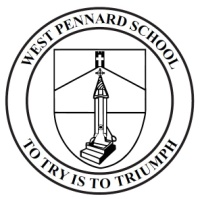 WEST PENNARD SCHOOL
TO TRY IS TO TRIUMPH